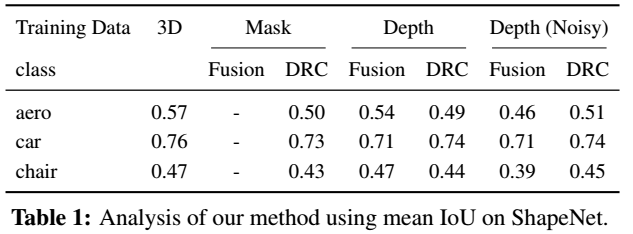 Training Data 3D Mask Depth Depth (Noisy)
class Fusion DRC Fusion DRC Fusion DRC
aero 0.57 - 0.50 0.54 0.49 0.46 0.51
car 0.76 - 0.73 0.71 0.74 0.71 0.74
chair 0.47 - 0.43 0.47 0.44 0.39 0.45
Table 1: Analysis of our method using mean IoU on ShapeNet.